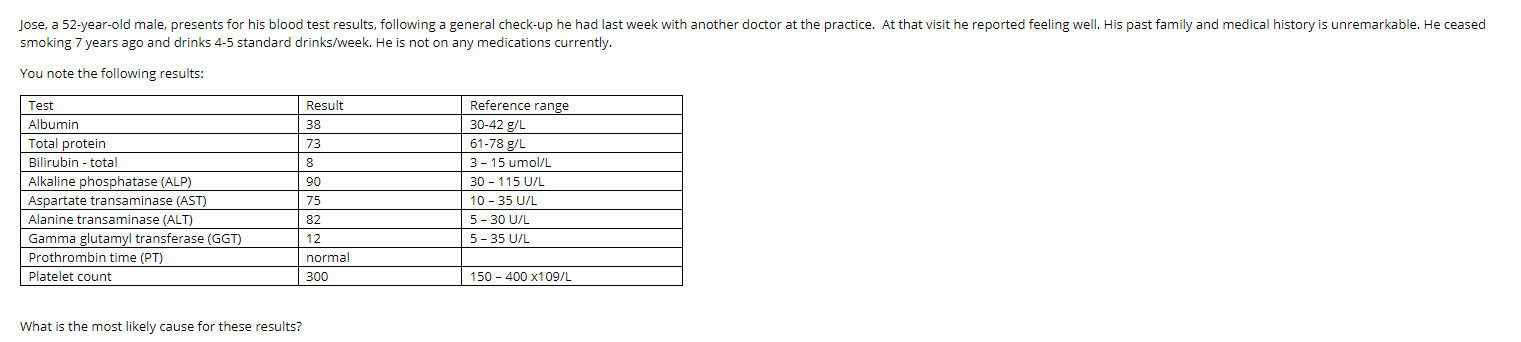 Jose, a 52-year-old male, presents for his blood test results, following a general check-up he had last week with another doctor at the practice.  At that visit he reported feeling well. His past family and medical history is unremarkable. He ceased
smoking 7 years ago and drinks 4-5 standard drinks/week. He is not on any medications currently.
You note the following results:
Test Result Reference range
Albumin 38 30-42 g/L
Total protein 73 61-78 g/L
Bilirubin - total 8 3 – 15 umol/L
Alkaline phosphatase (ALP) 90 30 – 115 U/L
Aspartate transaminase (AST) 75 10 – 35 U/L
Alanine transaminase (ALT) 82 5 – 30 U/L
Gamma glutamyl transferase (GGT) 12 5 – 35 U/L
Prothrombin time (PT) normal
Platelet count 300 150 – 400 x109/L
What is the most likely cause for these results?